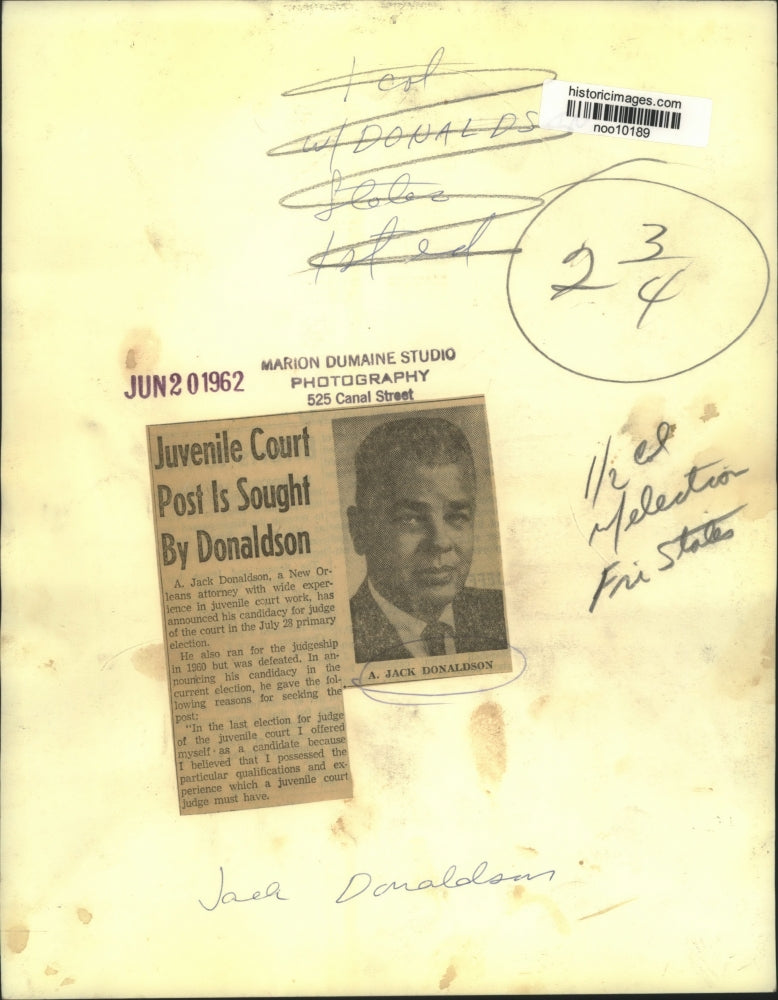 1 col
historicimages.com
noo10189
w/ DONALDS
States
1st ed
2 3/4
JUN 20 1962
MARION DUMAINE STUDIO
PHOTOGRAPHY
525 Canal Street
Juvenile Court
Post Is Sought
By Donaldson
A. Jack Donaldson, a New Or-
leans attorney with wide exper-
ience in juvenile court work, has
announced his candidacy for judge
of the court in the July 28 primary
election.
He also ran for the judgeship
in 1960 but was defeated. In an-
nouncing his candidacy in the
current election, he gave the fol-
lowing reasons for seeking the
post:
"In the last election for judge
of the juvenile court I offered
myself as a candidate because
I believed that I possessed the
particular qualifications and ex-
perience which a juvenile court
judge must have.
A. JACK DONALDSON
1/2 col
w/election
Fri States
Jack Donaldson